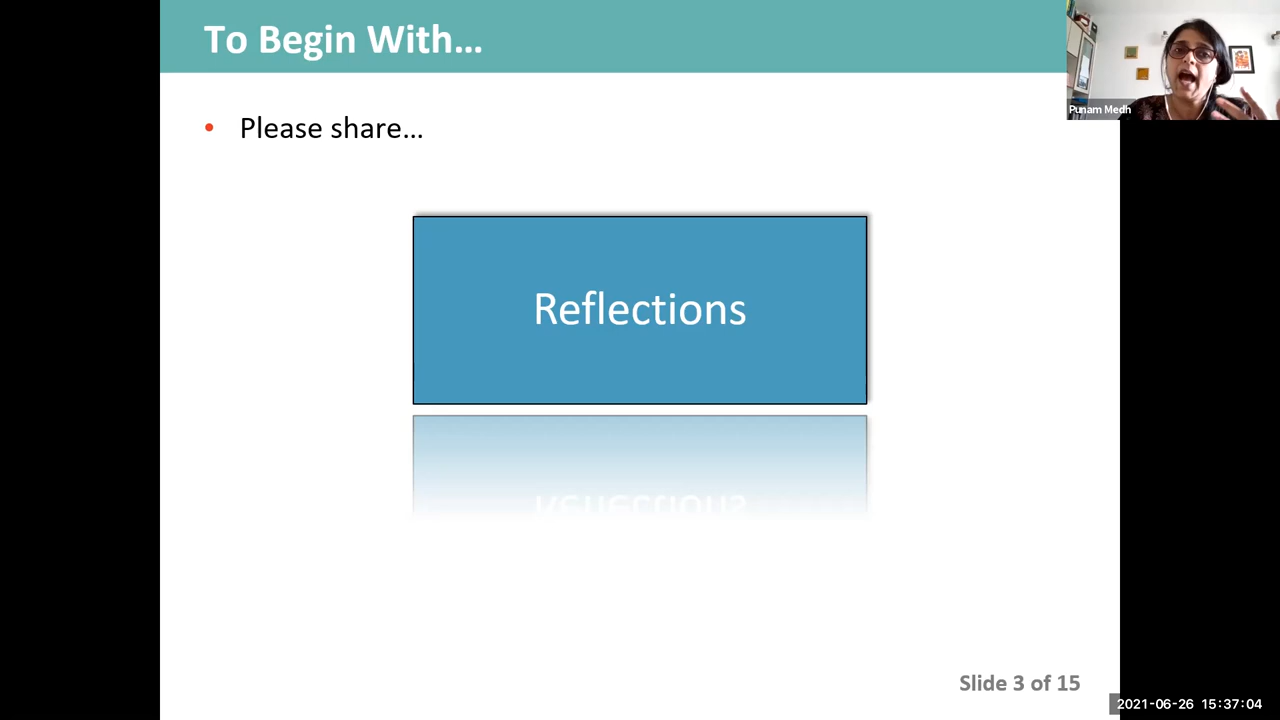 To Begin With...
Punam Medh
• Please share...
Reflections
Slide 3 of 15
2021-06-26 15:37:04